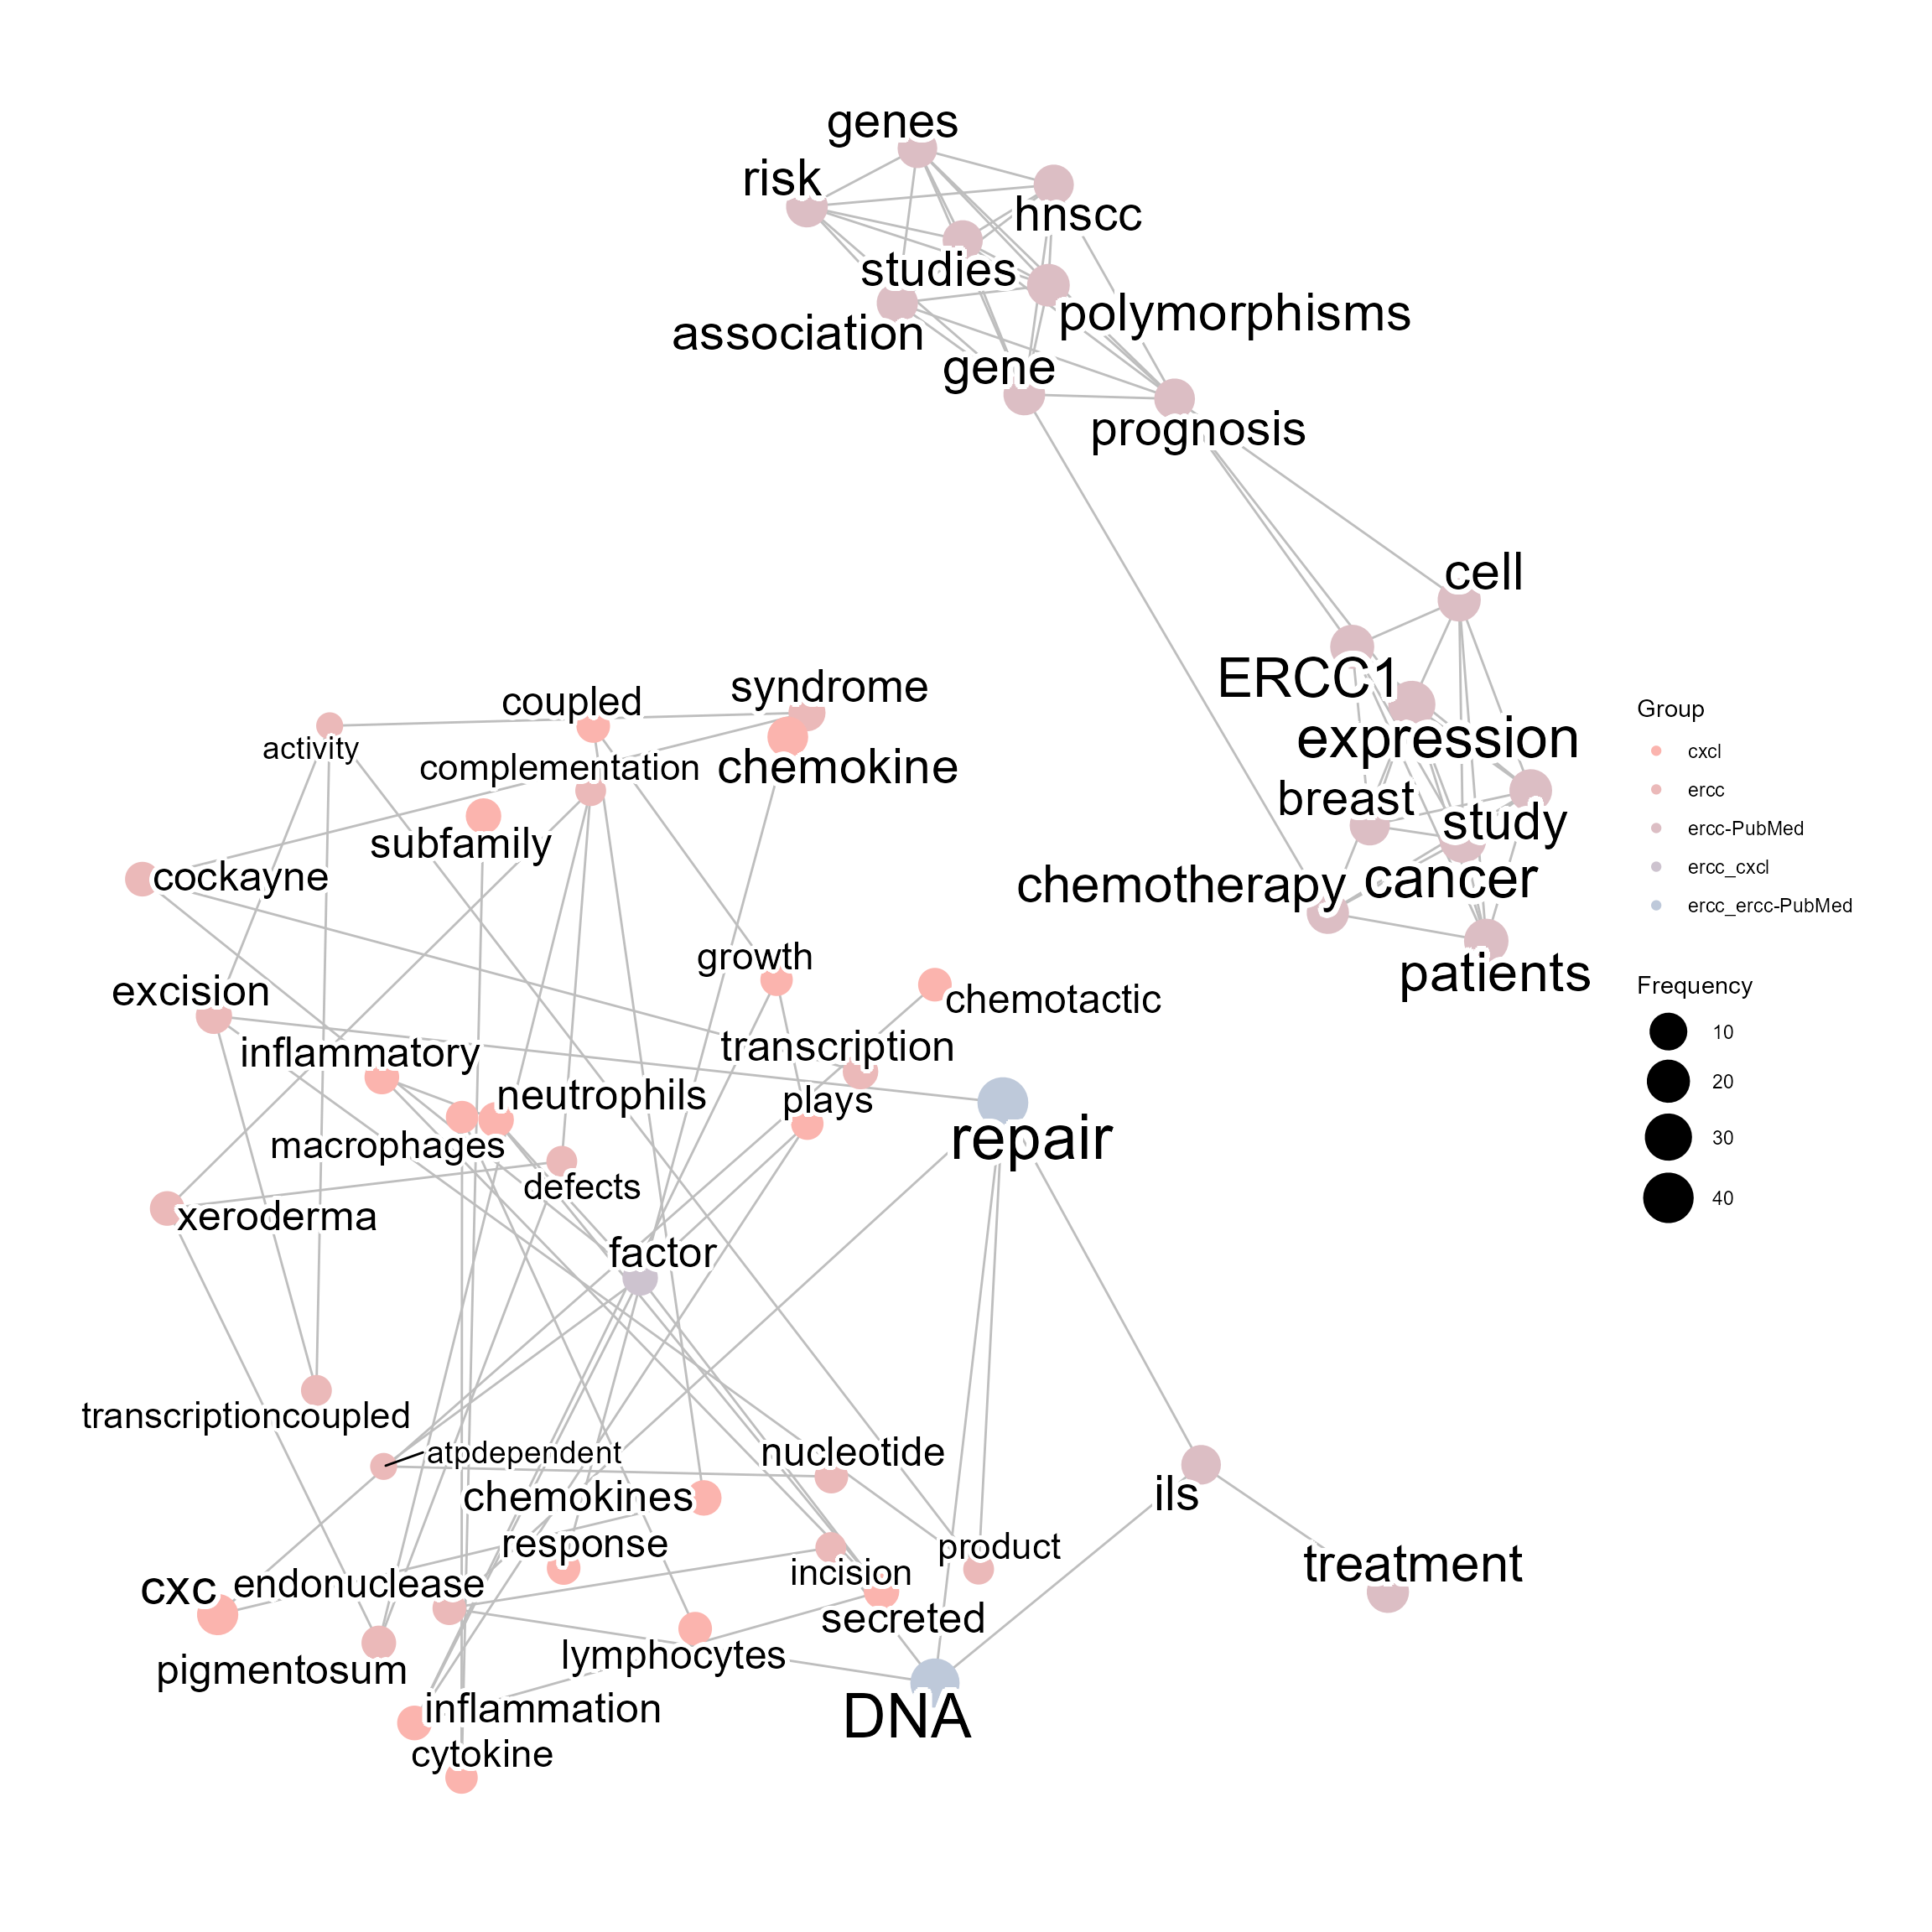 genes
risk
hnscc
studies
polymorphisms
association
gene
prognosis
cell
ERCC1
expression
breast
study
chemotherapy
cancer
patients
syndrome
coupled
activity
complementation
chemokine
subfamily
cockayne
growth
excision
chemotactic
inflammatory
transcription
neutrophils
plays
macrophages
repair
defects
xeroderma
factor
transcriptioncoupled
atpdependent
nucleotide
chemokines
ils
response
product
incision
treatment
cxc
endonuclease
secreted
lymphocytes
pigmentosum
inflammation
DNA
cytokine
Group
cxcl
ercc
ercc-PubMed
ercc_cxcl
ercc_ercc-PubMed
Frequency
10
20
30
40